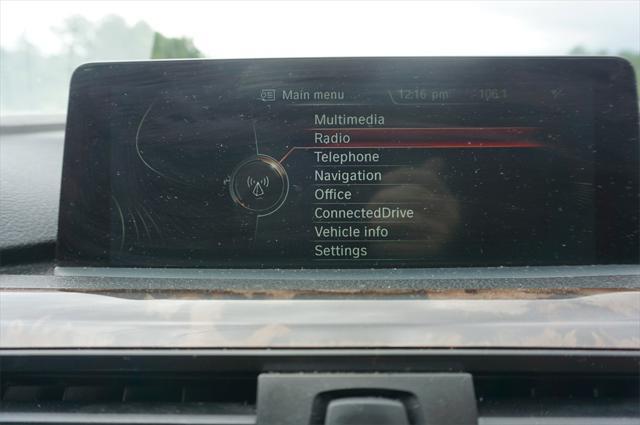 Main menu 12:16 pm 106.1
Multimedia
Radio
Telephone
Navigation
Office
ConnectedDrive
Vehicle info
Settings